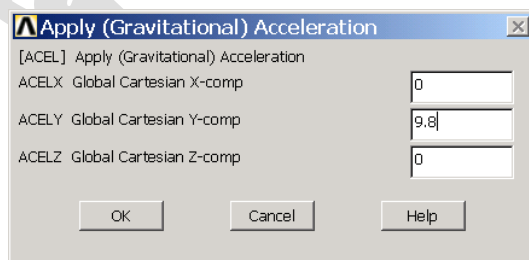 Apply (Gravitational) Acceleration
[ACEL] Apply (Gravitational) Acceleration
ACELX Global Cartesian X-comp 0
ACELY Global Cartesian Y-comp 9.8
ACELZ Global Cartesian Z-comp 0
OK Cancel Help